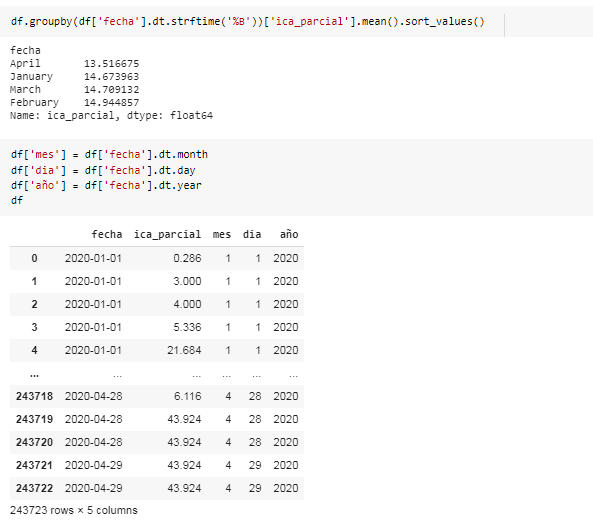 df.groupby(df['fecha'].dt.strftime('%B'))['ica_parcial'].mean().sort_values()
fecha
April 13.516675
January 14.673963
March 14.709132
February 14.944857
Name: ica_parcial, dtype: float64
df['mes'] = df['fecha'].dt.month
df['dia'] = df['fecha'].dt.day
df['año'] = df['fecha'].dt.year
df
fecha ica_parcial mes dia año
0 2020-01-01 0.286 1 1 2020
1 2020-01-01 3.000 1 1 2020
2 2020-01-01 4.000 1 1 2020
3 2020-01-01 5.336 1 1 2020
4 2020-01-01 21.684 1 1 2020
... ... ... ... ... ...
243718 2020-04-28 6.116 4 28 2020
243719 2020-04-28 43.924 4 28 2020
243720 2020-04-28 43.924 4 28 2020
243721 2020-04-29 43.924 4 29 2020
243722 2020-04-29 43.924 4 29 2020
243723 rows × 5 columns